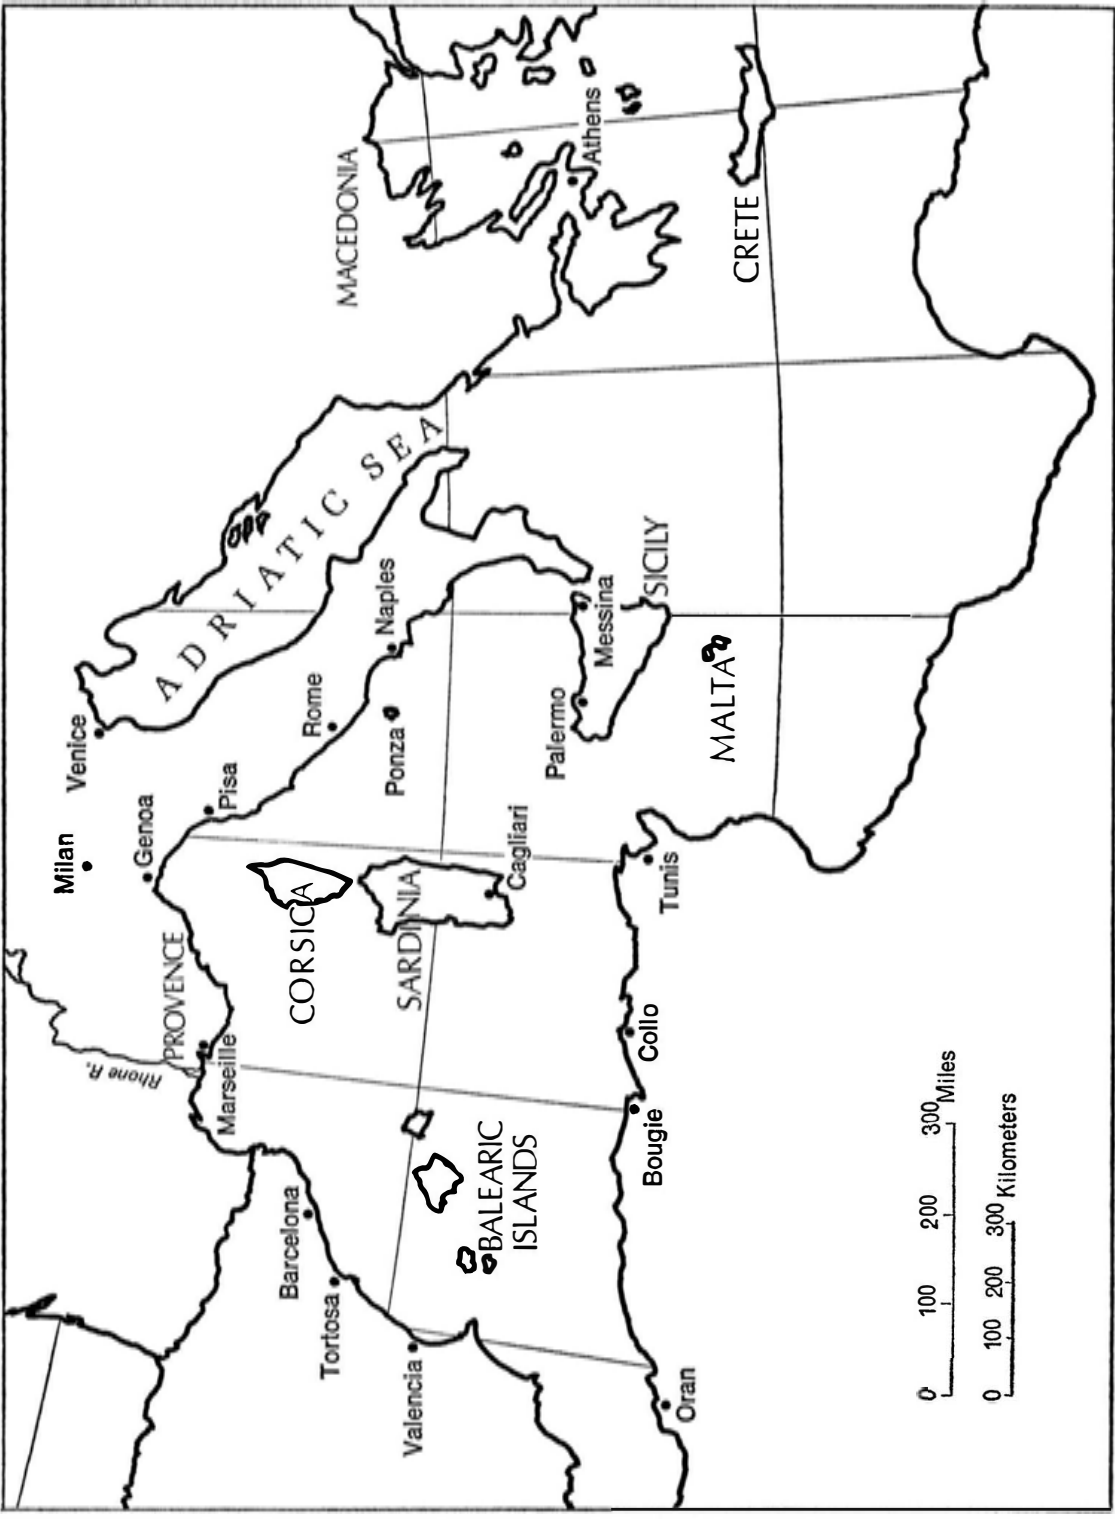 Milan
Venice
Genoa
Pisa
PROVENCE
Rhone R.
Marseille
ADRIATIC SEA
MACEDONIA
Rome
Naples
Ponza
CORSICA
SARDINIA
Cagliari
Barcelona
Tortosa
Valencia
BALEARIC
ISLANDS
Palermo
Messina
SICILY
MALTA
Athens
CRETE
Tunis
Collo
Bougie
Oran
0 100 200 300 Miles
0 100 200 300 Kilometers